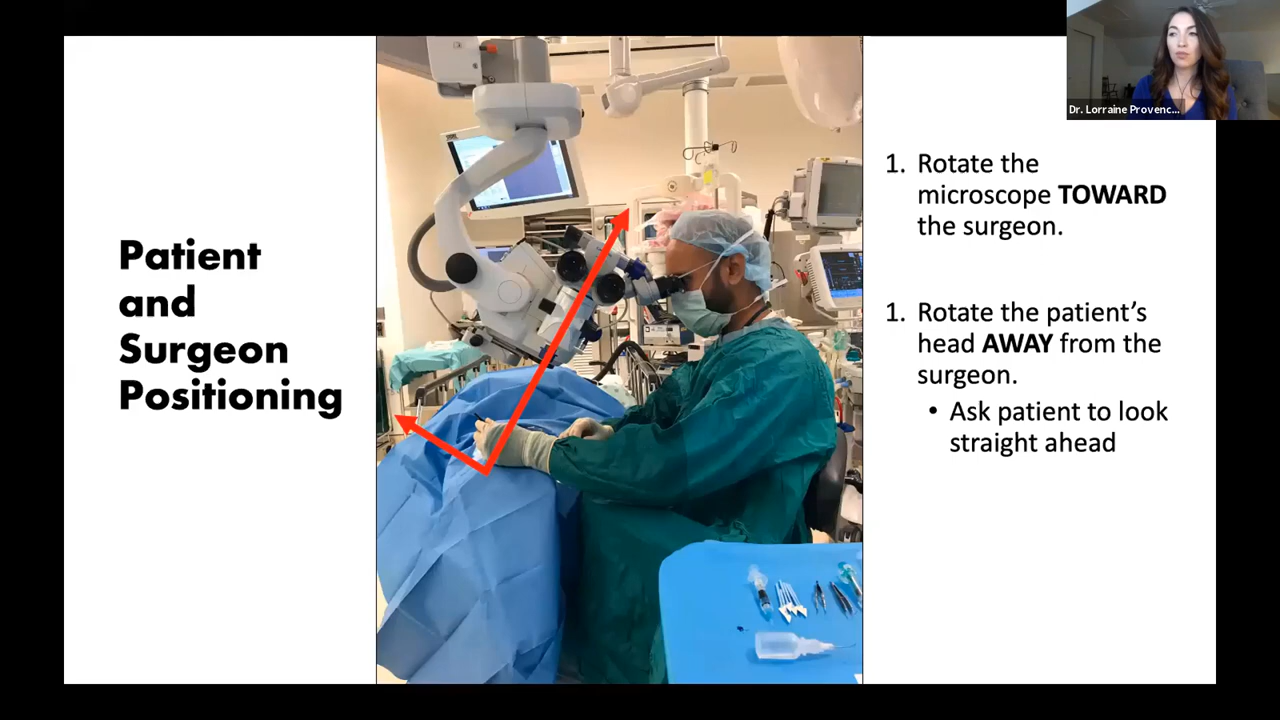 Dr. Lorraine Provenc...
Patient
and
Surgeon
Positioning
1. Rotate the
microscope TOWARD
the surgeon.
1. Rotate the patient’s
head AWAY from the
surgeon.
• Ask patient to look
straight ahead